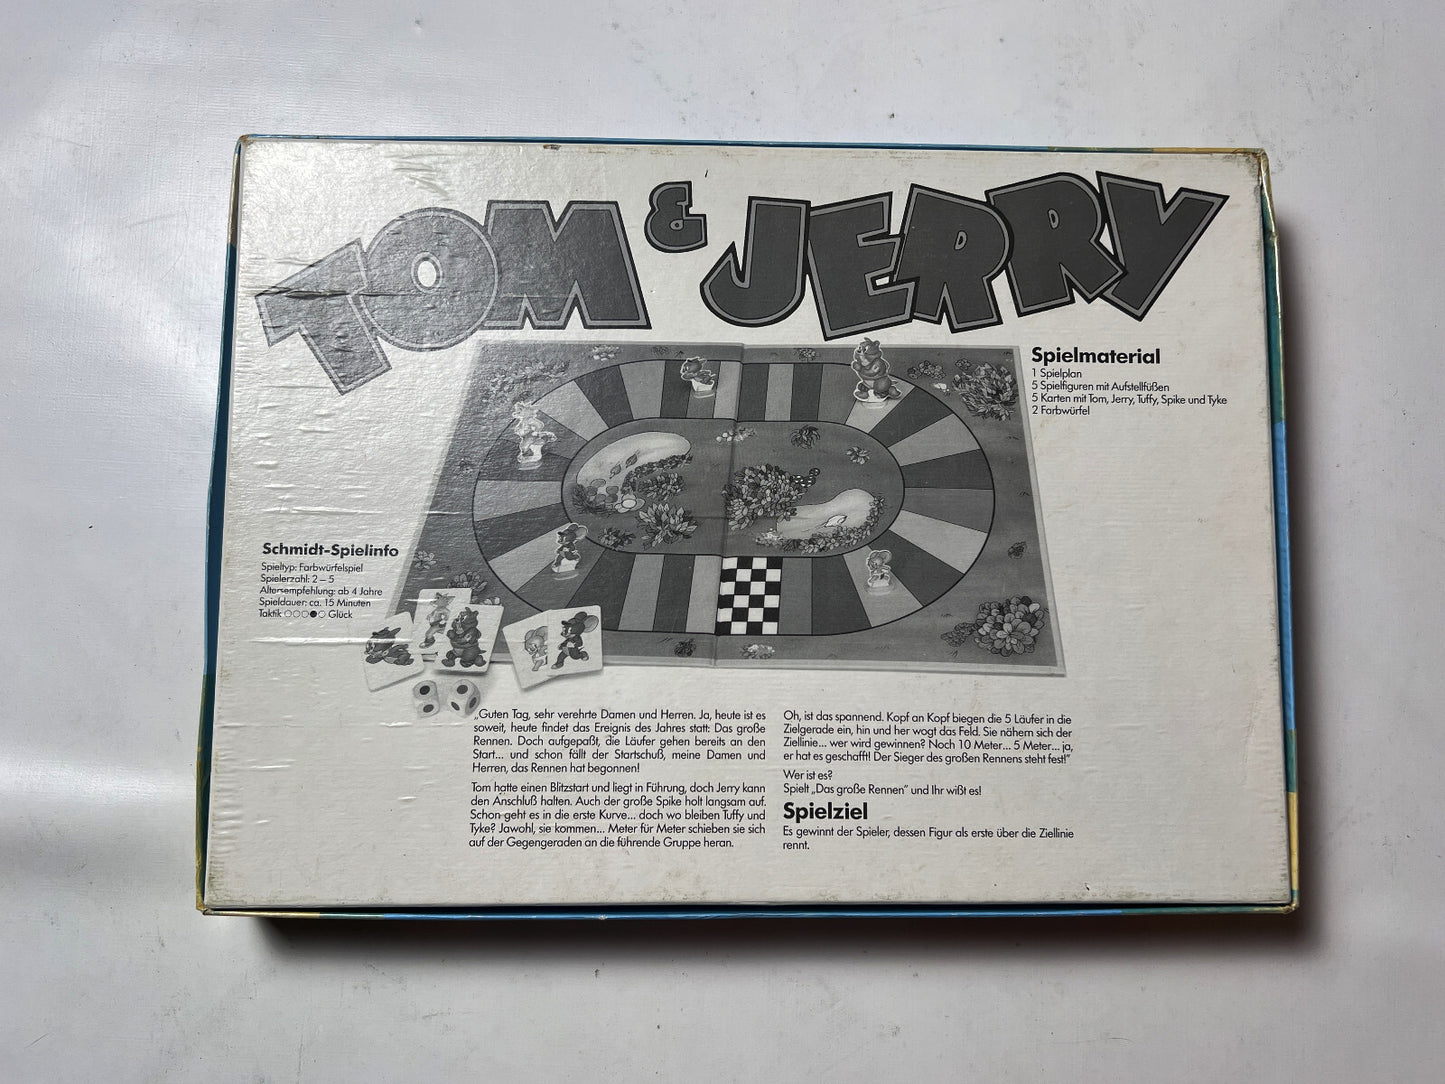 TOM & JERRY
Spielmaterial
1 Spielplan
5 Spielfiguren mit Aufstellfüßen
5 Karten mit Tom, Jerry, Tuffy, Spike und Tyke
2 Farbwürfel
Schmidt-Spielinfo
Spieltyp: Farbwürfelspiel
Spielerzahl: 2 – 5
Altersempfehlung: ab 4 Jahre
Spieldauer: ca. 15 Minuten
Taktik ○○○●○ Glück
„Guten Tag, sehr verehrte Damen und Herren. Ja, heute ist es
soweit, heute findet das Ereignis des Jahres statt: Das große
Rennen. Doch aufgepaßt, die Läufer gehen bereits an den
Start... und schon fällt der Startschuß, meine Damen und
Herren, das Rennen hat begonnen!
Tom hatte einen Blitzstart und liegt in Führung, doch Jerry kann
den Anschluß halten. Auch der große Spike holt langsam auf.
Schon geht es in die erste Kurve... doch wo bleiben Tuffy und
Tyke? Jawohl, sie kommen... Meter für Meter schieben sie sich
auf der Gegengeraden an die führende Gruppe heran.
Oh, ist das spannend. Kopf an Kopf biegen die 5 Läufer in die
Zielgerade ein, hin und her wogt das Feld. Sie nähern sich der
Ziellinie... wer wird gewinnen? Noch 10 Meter... 5 Meter... ja,
er hat es geschafft! Der Sieger des großen Rennens steht fest!"
Wer ist es?
Spielt „Das große Rennen" und Ihr wißt es!
Spielziel
Es gewinnt der Spieler, dessen Figur als erste über die Ziellinie
rennt.